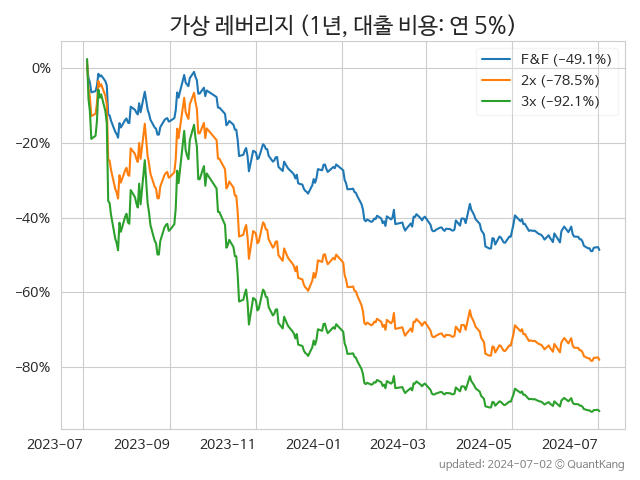 가상 레버리지 (1년, 대출 비용: 연 5%)
F&F (−49.1%)
2x (−78.5%)
3x (−92.1%)
0%
−20%
−40%
−60%
−80%
2023-07 2023-09 2023-11 2024-01 2024-03 2024-05 2024-07
updated: 2024-07-02 © QuantKang